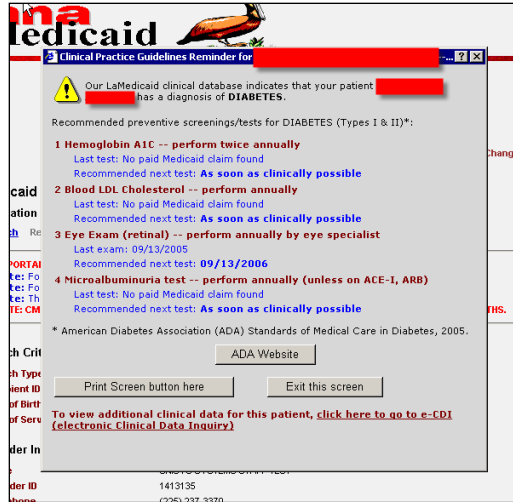 na
ledicaid
Clinical Practice Guidelines Reminder for
-... ? X
Our LaMedicaid clinical database indicates that your patient
has a diagnosis of DIABETES.
Recommended preventive screenings/tests for DIABETES (Types I & II)*:
1 Hemoglobin A1C -- perform twice annually
Last test: No paid Medicaid claim found
Recommended next test: As soon as clinically possible
2 Blood LDL Cholesterol -- perform annually
Last test: No paid Medicaid claim found
Recommended next test: As soon as clinically possible
3 Eye Exam (retinal) -- perform annually by eye specialist
Last exam: 09/13/2005
Recommended next test: 09/13/2006
4 Microalbuminuria test -- perform annually (unless on ACE-I, ARB)
Last test: No paid Medicaid claim found
Recommended next test: As soon as clinically possible
* American Diabetes Association (ADA) Standards of Medical Care in Diabetes, 2005.
ADA Website
Print Screen button here
Exit this screen
To view additional clinical data for this patient, click here to go to e-CDI
(electronic Clinical Data Inquiry)
Chang
caid
ation
ch Re
PORTA
te: Fo
te: Fo
te: Th
TE: CM
THS.
ch Crit
ch Type
ient ID
of Birth
of Serv
der In
der ID
1413135
phone
(225) 237-3370